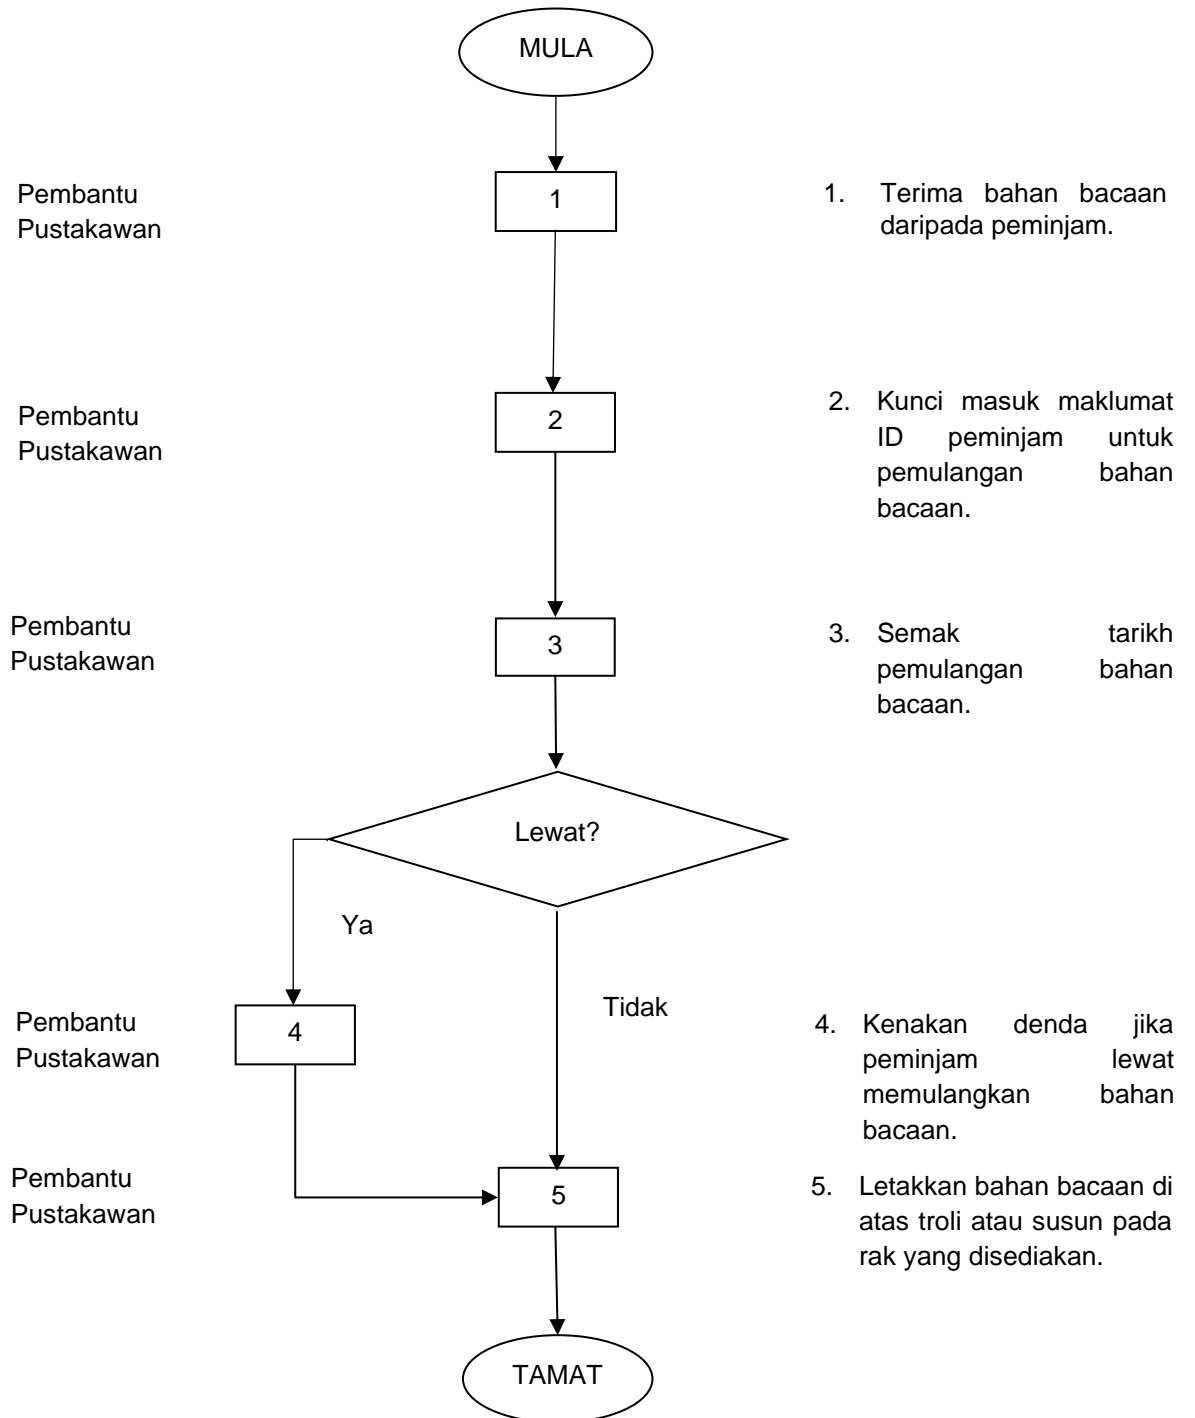 MULA
Pembantu
Pustakawan
1
1. Terima bahan bacaan
daripada peminjam.
Pembantu
Pustakawan
2
2. Kunci masuk maklumat
ID peminjam untuk
pemulangan bahan
bacaan.
Pembantu
Pustakawan
3
3. Semak tarikh
pemulangan bahan
bacaan.
Lewat?
Ya
Tidak
Pembantu
Pustakawan
4
4. Kenakan denda jika
peminjam lewat
memulangkan bahan
bacaan.
Pembantu
Pustakawan
5
5. Letakkan bahan bacaan di
atas troli atau susun pada
rak yang disediakan.
TAMAT